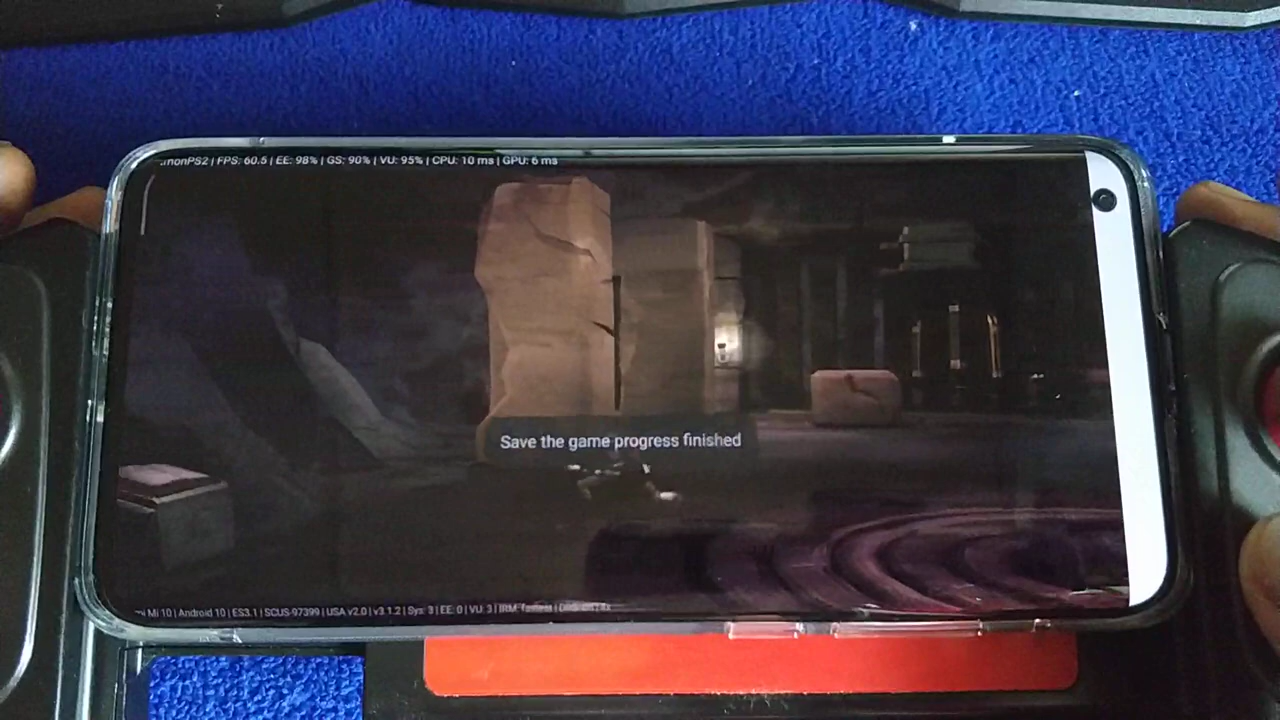 monPS2 | FPS: 60.5 | EE: 98% | GS: 90% | VU: 95% | CPU: 10 ms | GPU: 6 ms
Save the game progress finished
Mi 10 | Android 10 | ES3.1 | SCUS-97399 | USA v2.0 | v3.1.2 | Sys: 3 | EE: 0 | VU: 3 | IRM_fastest |